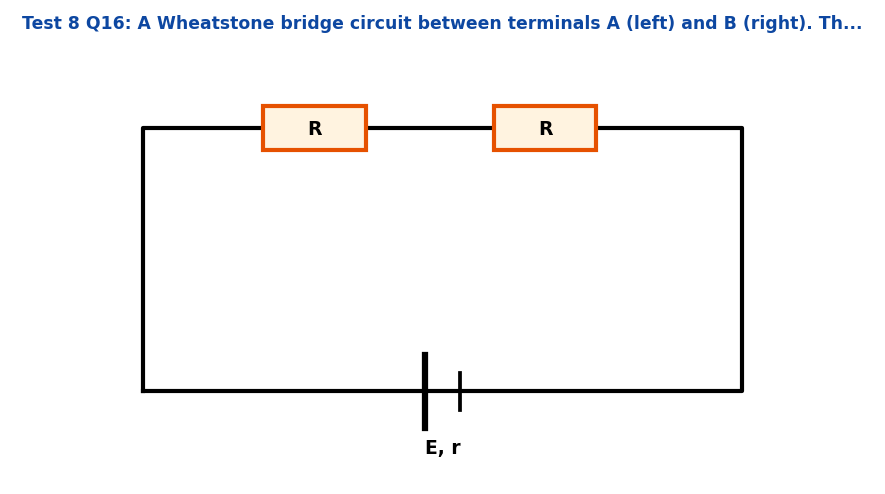 Test 8 Q16: A Wheatstone bridge circuit between terminals A (left) and B (right). Th...
R R
E, r